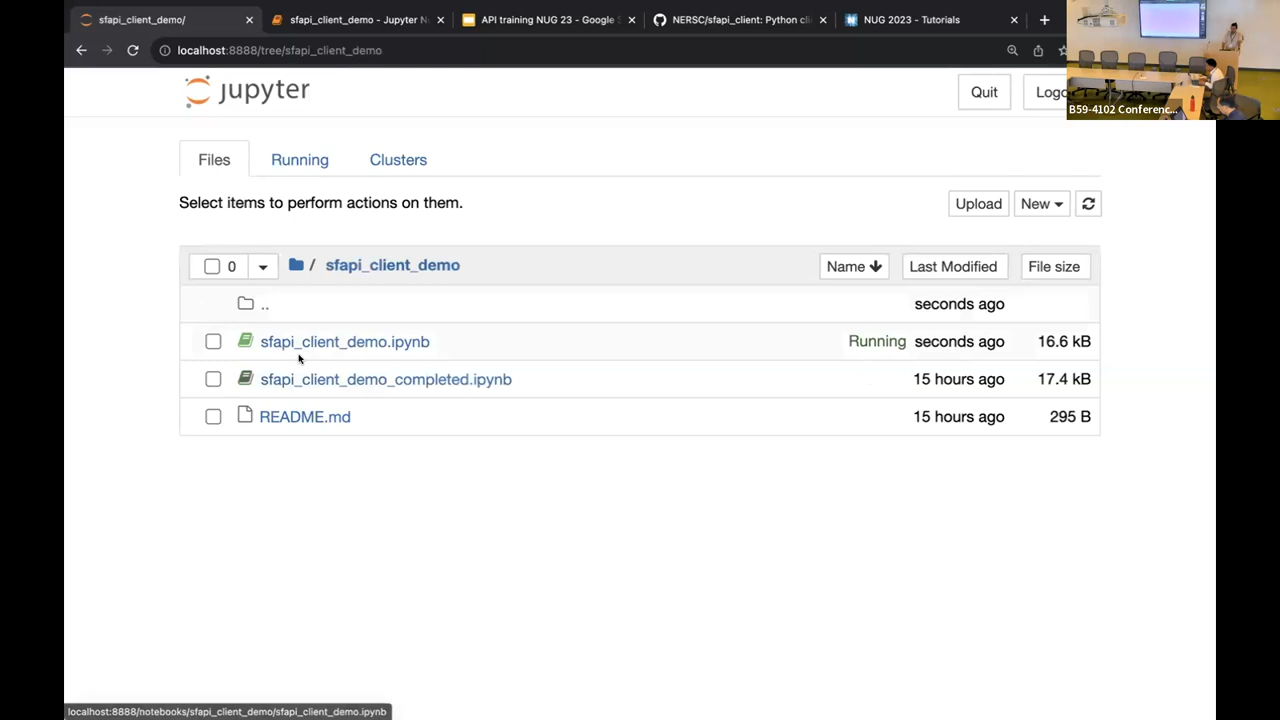 sfapi_client_demo/
sfapi_client_demo - Jupyter N
API training NUG 23 - Google S
NERSC/sfapi_client: Python cli
NUG 2023 - Tutorials
localhost:8888/tree/sfapi_client_demo
jupyter
Quit
Logo
B59-4102 Conferenc...
Files
Running
Clusters
Select items to perform actions on them.
Upload
New
0
/ sfapi_client_demo
Name
Last Modified
File size
..
seconds ago
sfapi_client_demo.ipynb
Running seconds ago
16.6 kB
sfapi_client_demo_completed.ipynb
15 hours ago
17.4 kB
README.md
15 hours ago
295 B
localhost:8888/notebooks/sfapi_client_demo/sfapi_client_demo.ipynb